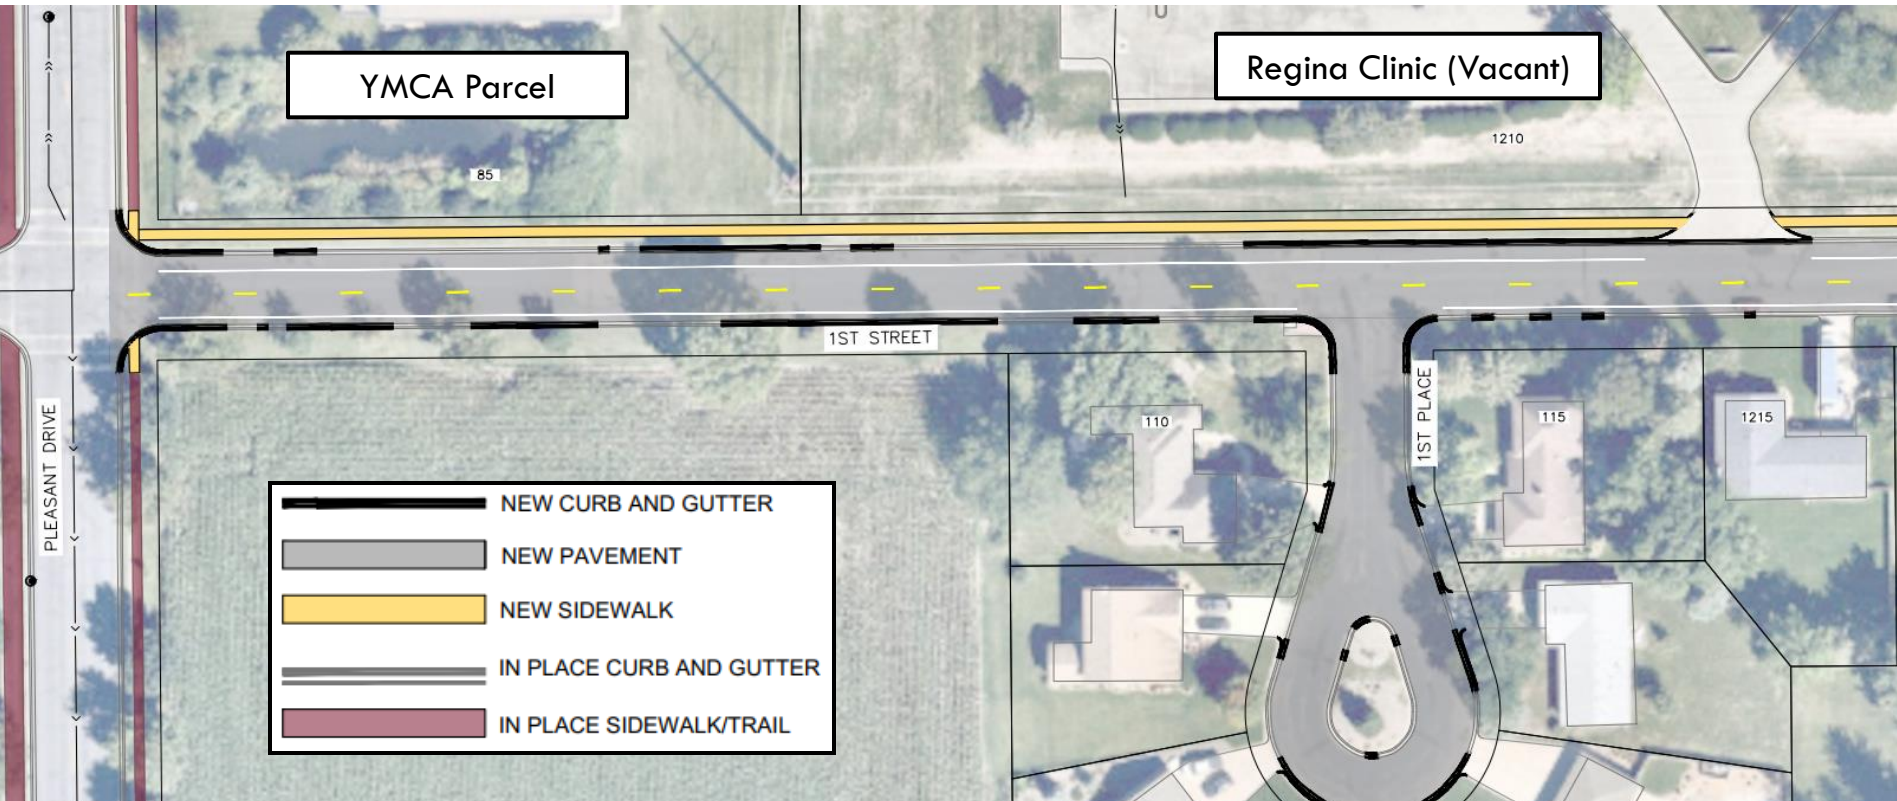 YMCA Parcel
Regina Clinic (Vacant)
1210
85
1ST STREET
PLEASANT DRIVE
1ST PLACE
110
115
1215
NEW CURB AND GUTTER
NEW PAVEMENT
NEW SIDEWALK
IN PLACE CURB AND GUTTER
IN PLACE SIDEWALK/TRAIL